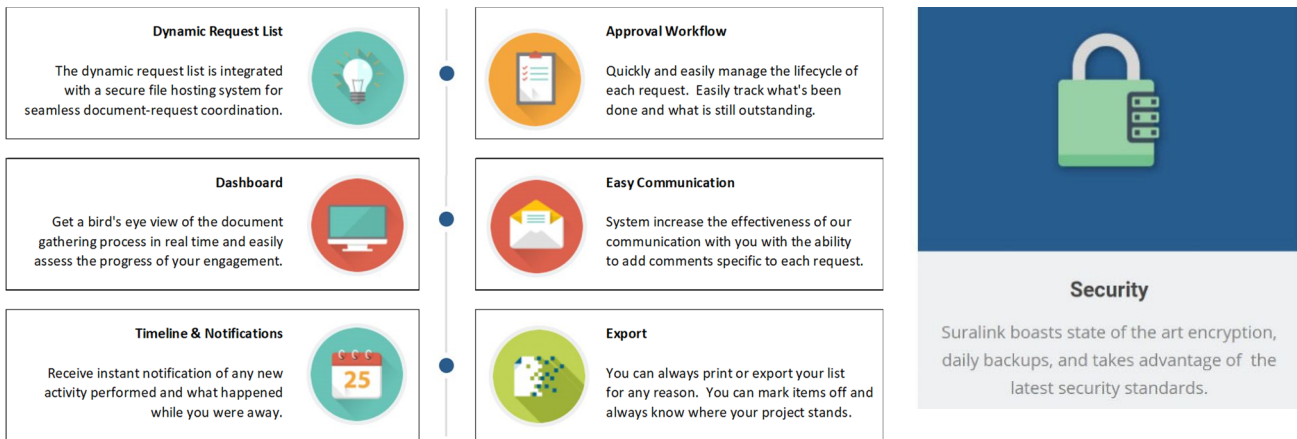 Dynamic Request List
The dynamic request list is integrated
with a secure file hosting system for
seamless document-request coordination.
Approval Workflow
Quickly and easily manage the lifecycle of
each request.  Easily track what's been
done and what is still outstanding.
Dashboard
Get a bird's eye view of the document
gathering process in real time and easily
assess the progress of your engagement.
Easy Communication
System increase the effectiveness of our
communication with you with the ability
to add comments specific to each request.
Timeline & Notifications
Receive instant notification of any new
activity performed and what happened
while you were away.
25
Export
You can always print or export your list
for any reason.  You can mark items off and
always know where your project stands.
Security
Suralink boasts state of the art encryption,
daily backups, and takes advantage of  the
latest security standards.